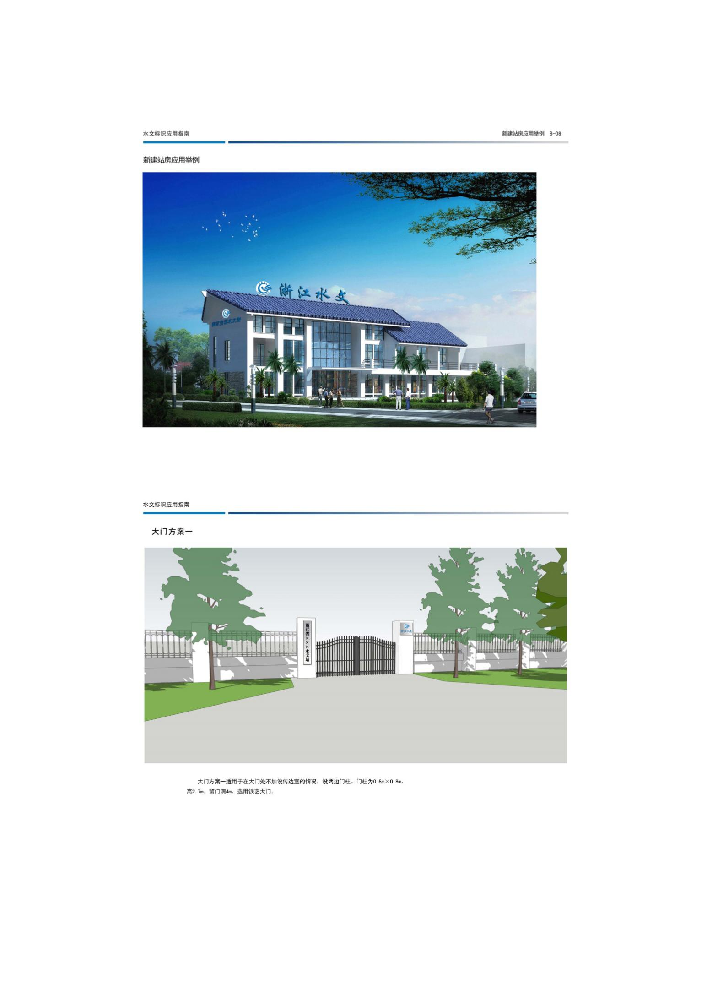 水文标识应用指南
新建站房应用举例 B-08
新建站房应用举例
浙江水文
水文标识应用指南
大门方案一
浙江省×××水文站
浙江水文
大门方案一适用于在大门处不加设传达室的情况，设两边门柱。门柱为0.8m×0.8m，
高2.7m。留门洞4m，选用铁艺大门。